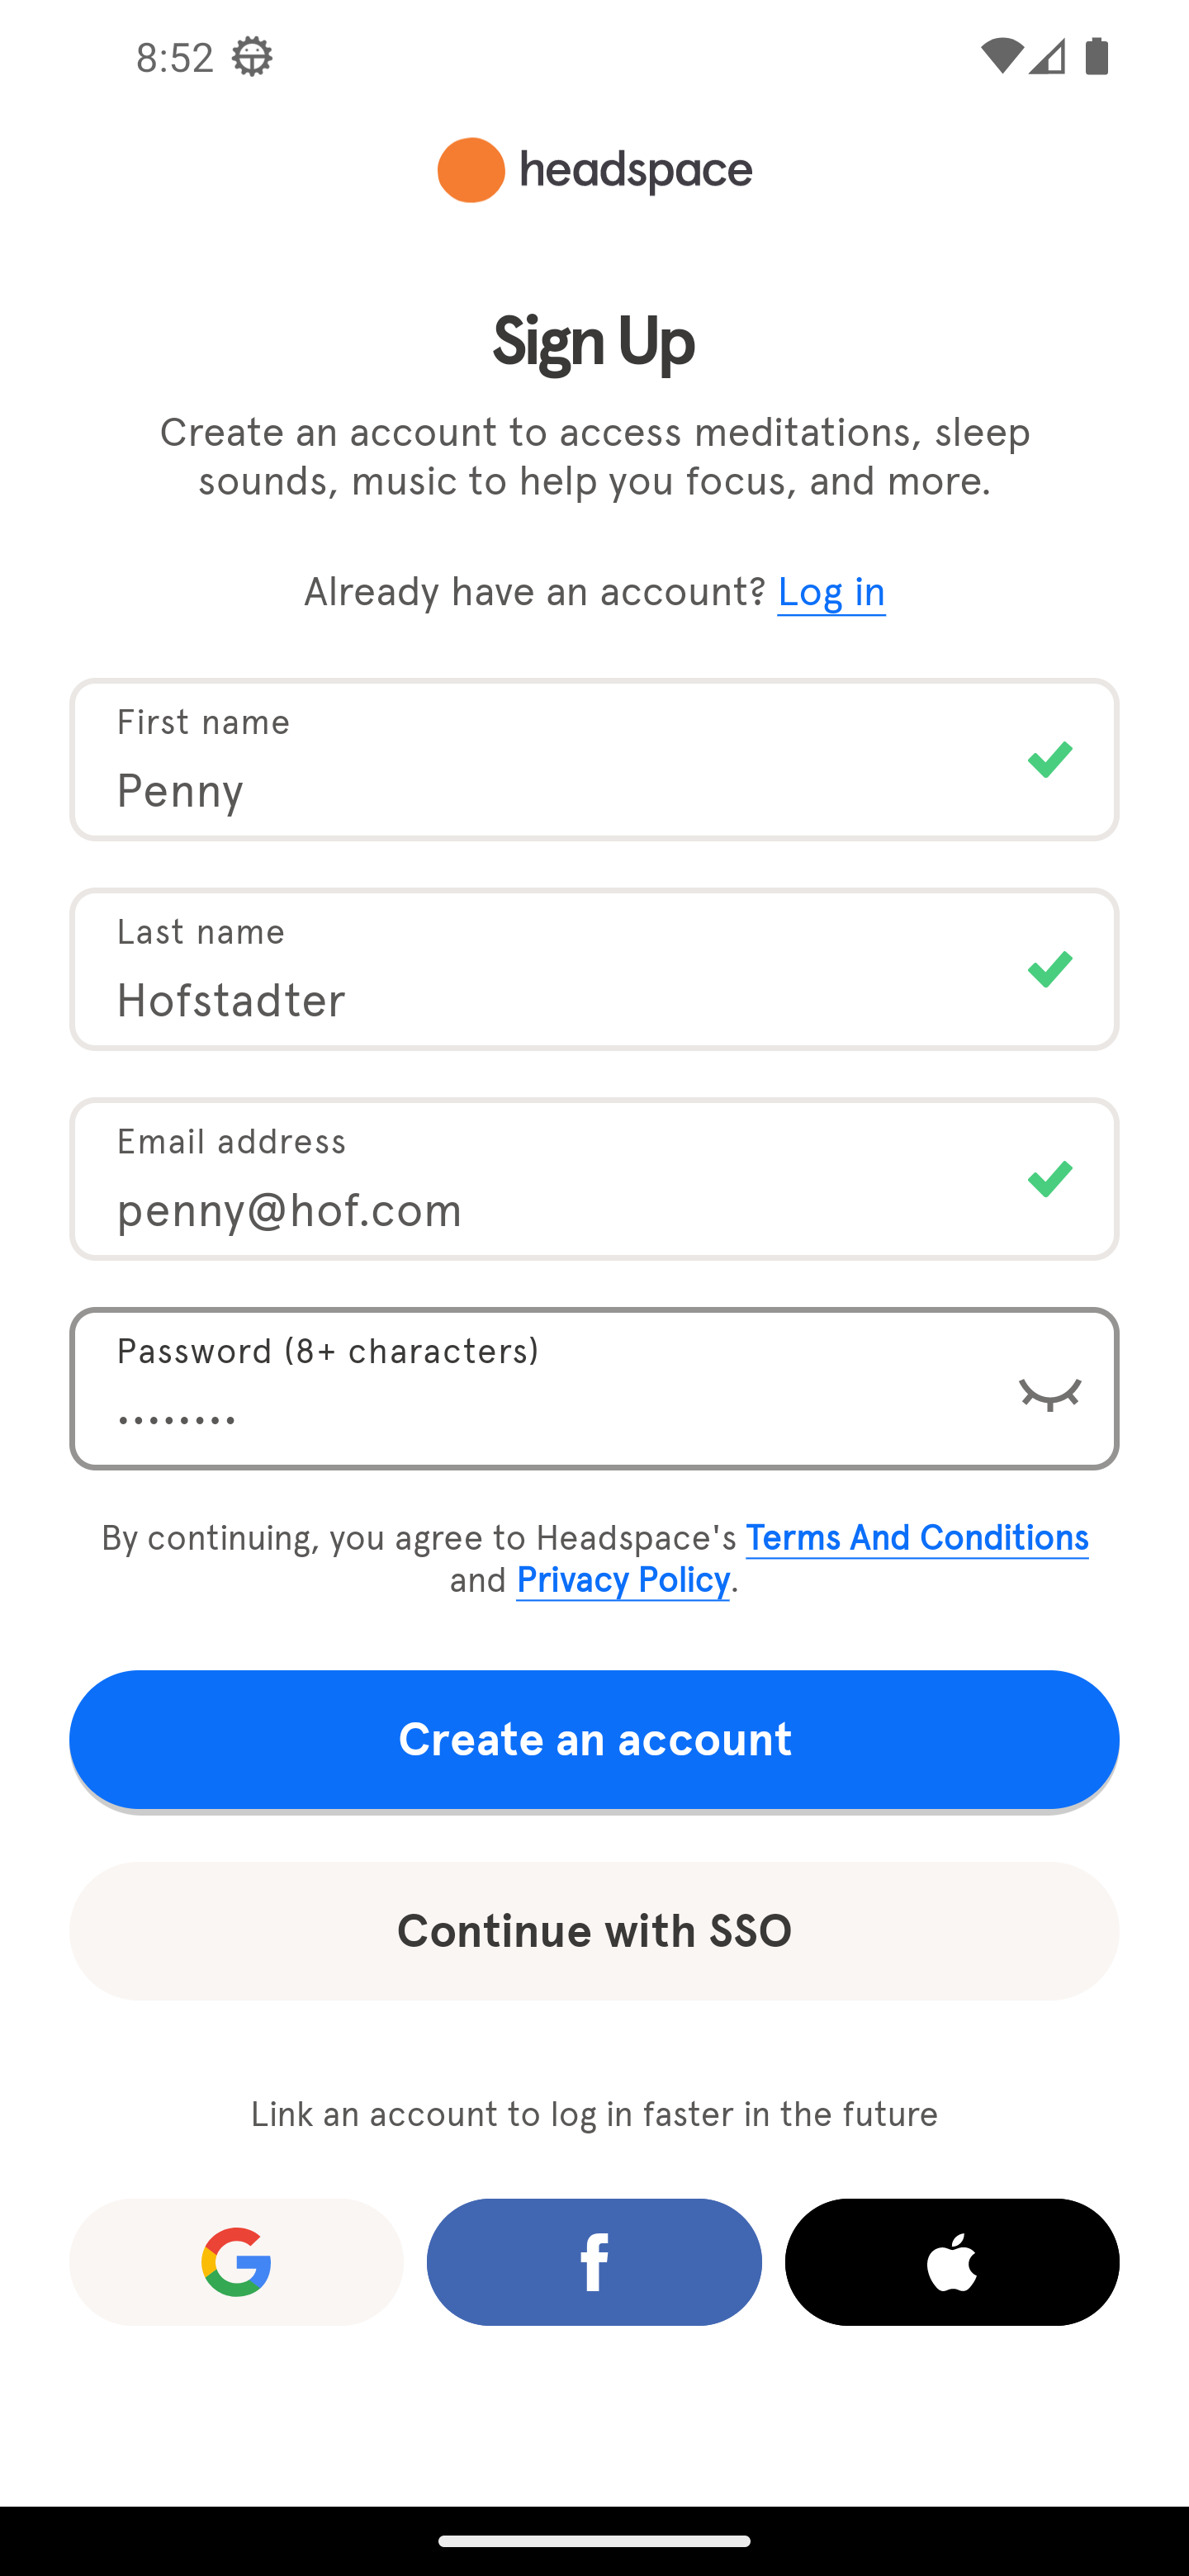 8:52
headspace
Sign Up
Create an account to access meditations, sleep
sounds, music to help you focus, and more.
Already have an account? Log in
First name
Penny
Last name
Hofstadter
Email address
penny@hof.com
Password (8+ characters)
••••••••
By continuing, you agree to Headspace's Terms And Conditions
and Privacy Policy.
Create an account
Continue with SSO
Link an account to log in faster in the future